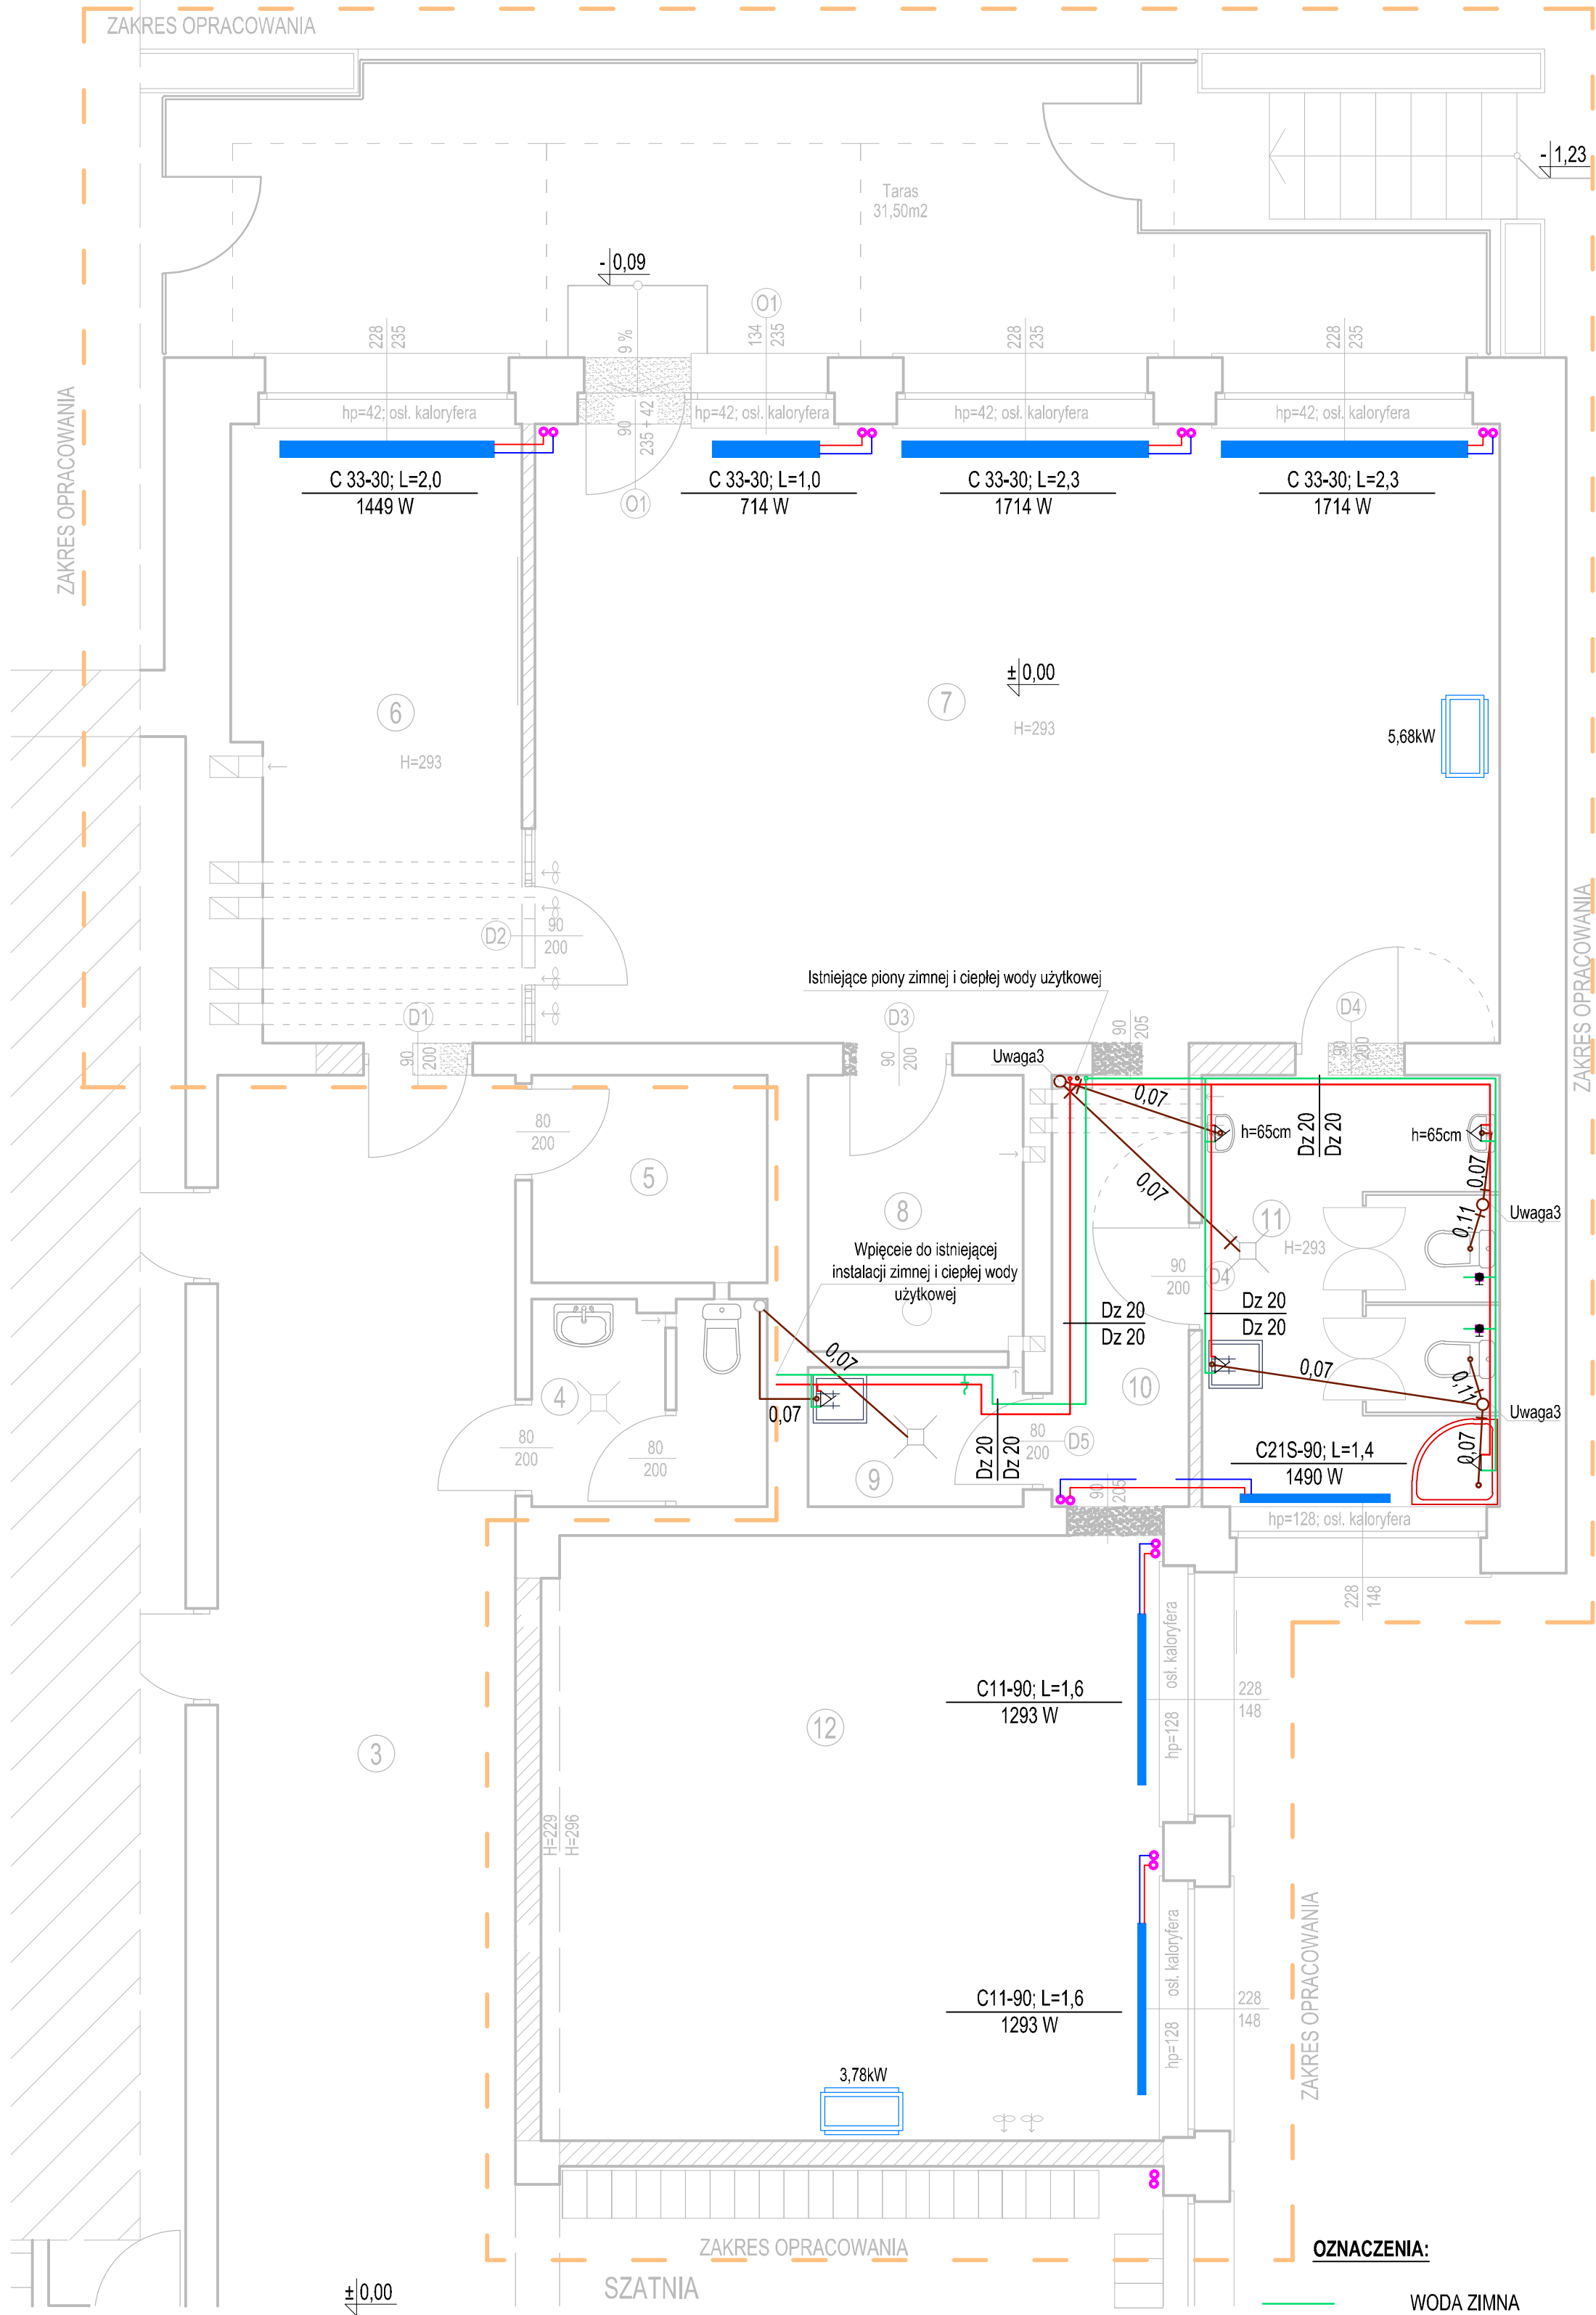 ZAKRES OPRACOWANIA
- 1,23
Taras
31,50m2
- 0,09
O1
228
235
9 %
134
235
228
235
228
235
ZAKRES OPRACOWANIA
hp=42; osł. kaloryfera
90
235 + 42
hp=42; osł. kaloryfera
hp=42; osł. kaloryfera
hp=42; osł. kaloryfera
C 33-30; L=2,0
1449 W
O1
C 33-30; L=1,0
714 W
C 33-30; L=2,3
1714 W
C 33-30; L=2,3
1714 W
6
H=293
7
± 0,00
H=293
5,68kW
D2
90
200
ZAKRES OPRACOWANIA
Istniejące piony zimnej i ciepłej wody użytkowej
D1
90
200
D3
90
200
90
205
D4
90
200
Uwaga3
0,07
80
200
h=65cm
Dz 20
Dz 20
h=65cm
5
8
0,07
11
H=293
0,07
0,11
Uwaga3
Wpięceie do istniejącej
instalacji zimnej i ciepłej wody
użytkowej
90
200
D4
Dz 20
Dz 20
Dz 20
Dz 20
0,07
0,07
4
0,07
10
0,11
Uwaga3
80
200
80
200
9
Dz 20
Dz 20
80
200
D5
0,07
C21S-90; L=1,4
1490 W
90
205
hp=128; osł. kaloryfera
228
148
C11-90; L=1,6
1293 W
osł. kaloryfera
hp=128
228
148
12
3
H=229
H=296
C11-90; L=1,6
1293 W
osł. kaloryfera
hp=128
228
148
ZAKRES OPRACOWANIA
3,78kW
ZAKRES OPRACOWANIA
OZNACZENIA:
SZATNIA
± 0,00
WODA ZIMNA